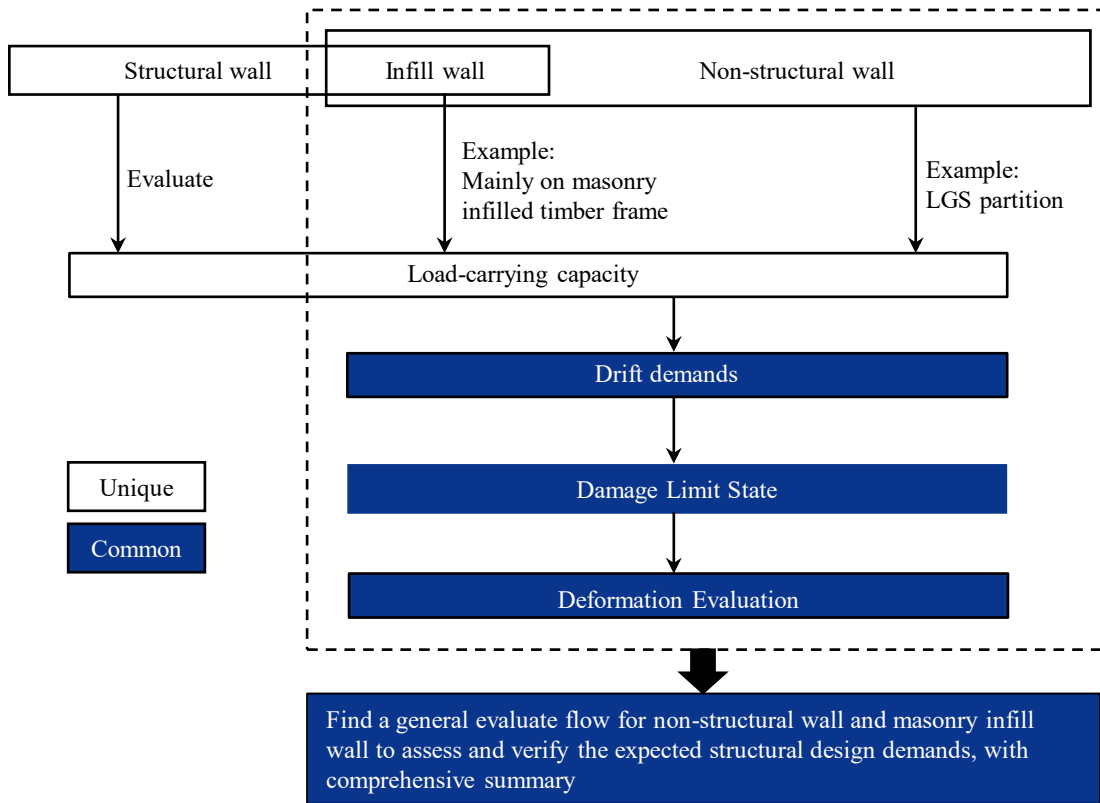 Structural wall
Infill wall
Non-structural wall
Evaluate
Example:
Mainly on masonry
infilled timber frame
Example:
LGS partition
Load-carrying capacity
Drift demands
Damage Limit State
Deformation Evaluation
Unique
Common
Find a general evaluate flow for non-structural wall and masonry infill
wall to assess and verify the expected structural design demands, with
comprehensive summary